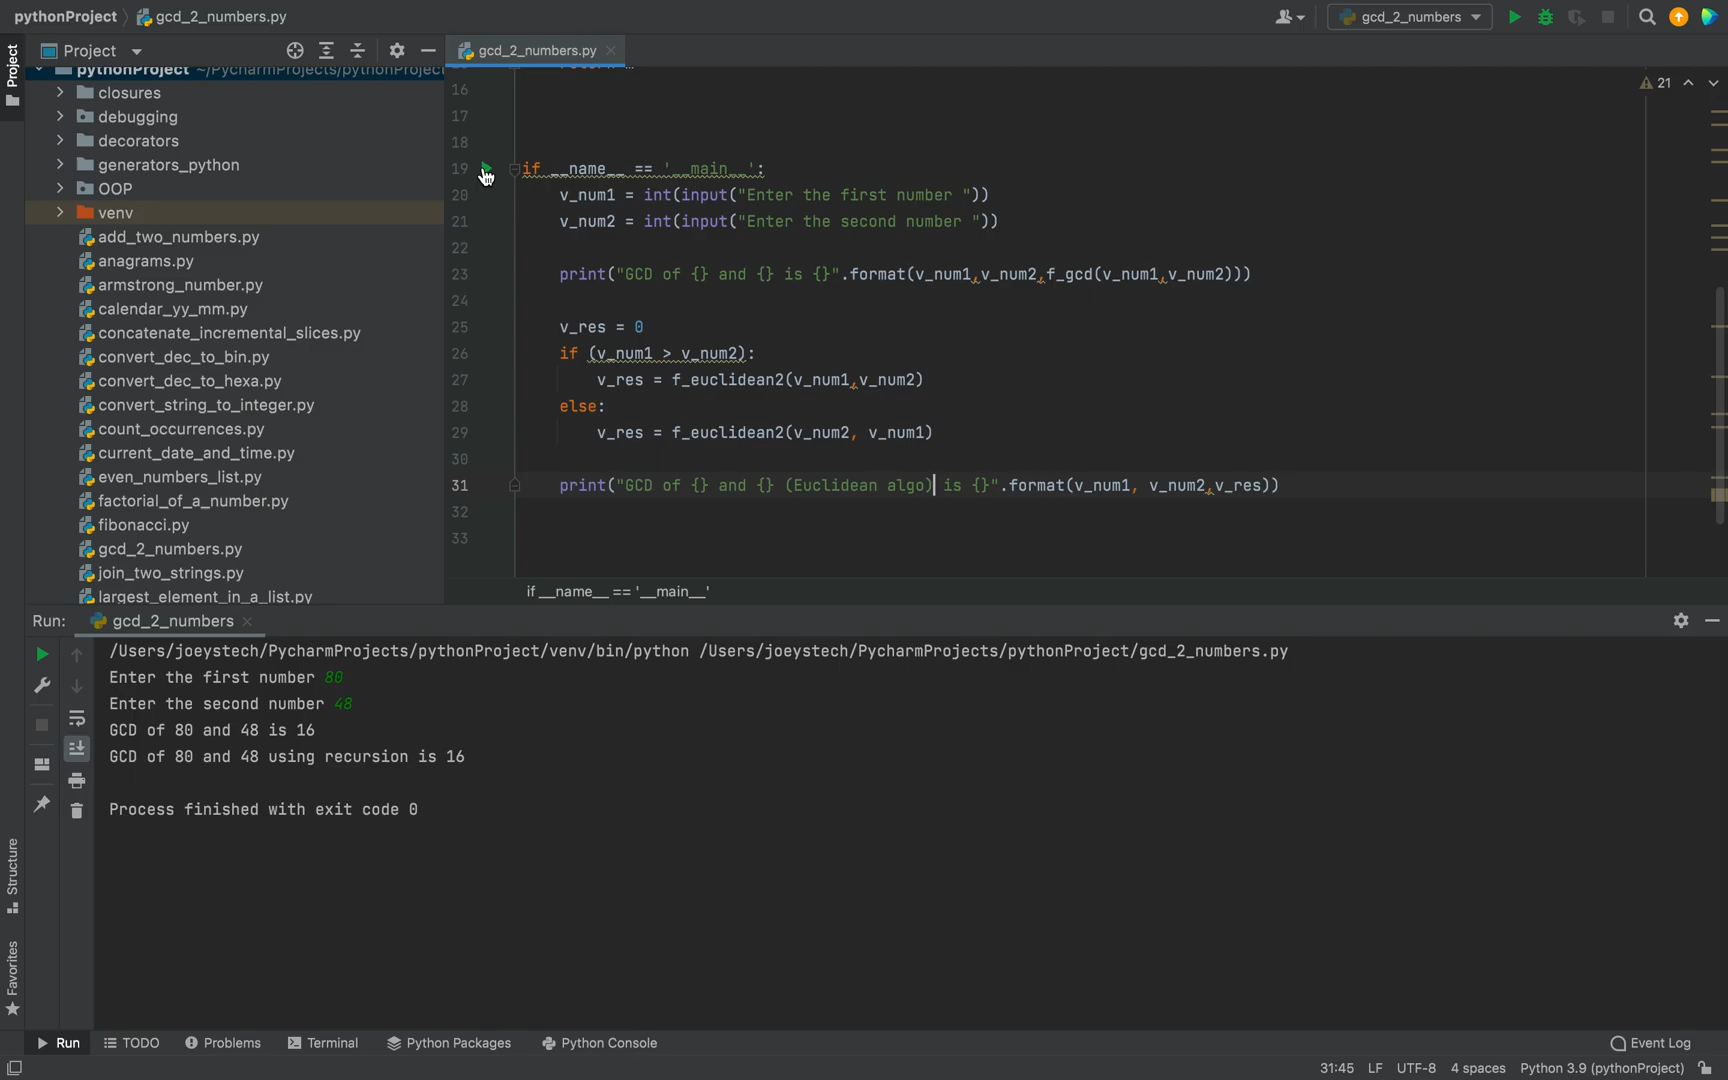 pythonProject gcd_2_numbers.py
gcd_2_numbers
Project
gcd_2_numbers.py
Project
pythonProject ~/PycharmProjects/pythonProject
closures
debugging
decorators
generators_python
OOP
venv
add_two_numbers.py
anagrams.py
armstrong_number.py
calendar_yy_mm.py
concatenate_incremental_slices.py
convert_dec_to_bin.py
convert_dec_to_hexa.py
convert_string_to_integer.py
count_occurrences.py
current_date_and_time.py
even_numbers_list.py
factorial_of_a_number.py
fibonacci.py
gcd_2_numbers.py
join_two_strings.py
largest_element_in_a_list.py
21
16
17
18
19 if __name__ == '__main__':
20 v_num1 = int(input("Enter the first number "))
21 v_num2 = int(input("Enter the second number "))
22
23 print("GCD of {} and {} is {}".format(v_num1,v_num2,f_gcd(v_num1,v_num2)))
24
25 v_res = 0
26 if (v_num1 > v_num2):
27 v_res = f_euclidean2(v_num1,v_num2)
28 else:
29 v_res = f_euclidean2(v_num2, v_num1)
30
31 print("GCD of {} and {} (Euclidean algo) is {}".format(v_num1, v_num2,v_res))
32
33
if __name__ == '__main__'
Run: gcd_2_numbers
/Users/joeystech/PycharmProjects/pythonProject/venv/bin/python /Users/joeystech/PycharmProjects/pythonProject/gcd_2_numbers.py
Enter the first number 80
Enter the second number 48
GCD of 80 and 48 is 16
GCD of 80 and 48 using recursion is 16
Process finished with exit code 0
Structure
Favorites
Run TODO Problems Terminal Python Packages Python Console Event Log
31:45 LF UTF-8 4 spaces Python 3.9 (pythonProject)